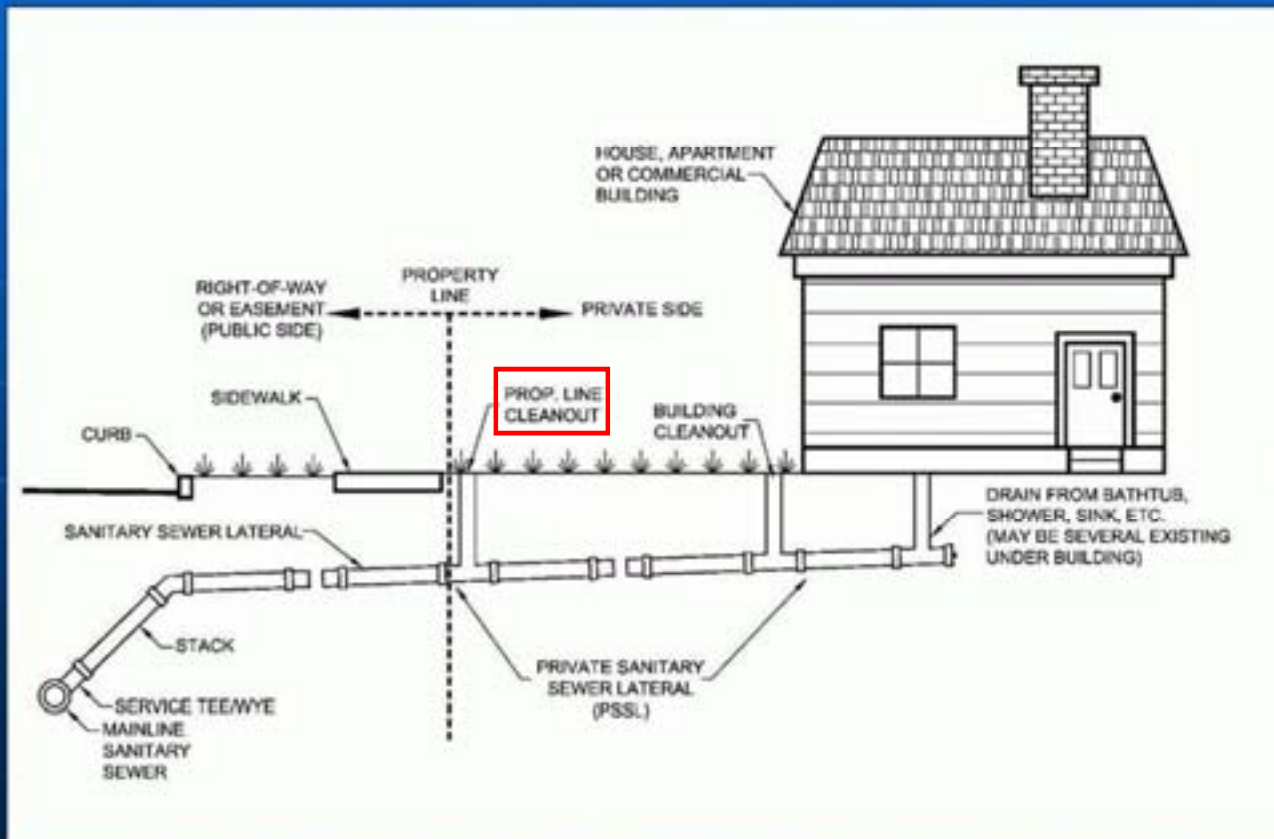 HOUSE, APARTMENT
OR COMMERCIAL
BUILDING
PROPERTY
LINE
RIGHT-OF-WAY
OR EASEMENT
(PUBLIC SIDE)
PRIVATE SIDE
SIDEWALK
PROP. LINE
CLEANOUT
BUILDING
CLEANOUT
CURB
SANITARY SEWER LATERAL
DRAIN FROM BATHTUB,
SHOWER, SINK, ETC.
(MAY BE SEVERAL EXISTING
UNDER BUILDING)
STACK
PRIVATE SANITARY
SEWER LATERAL
(PSSL)
SERVICE TEE/WYE
MAINLINE
SANITARY
SEWER